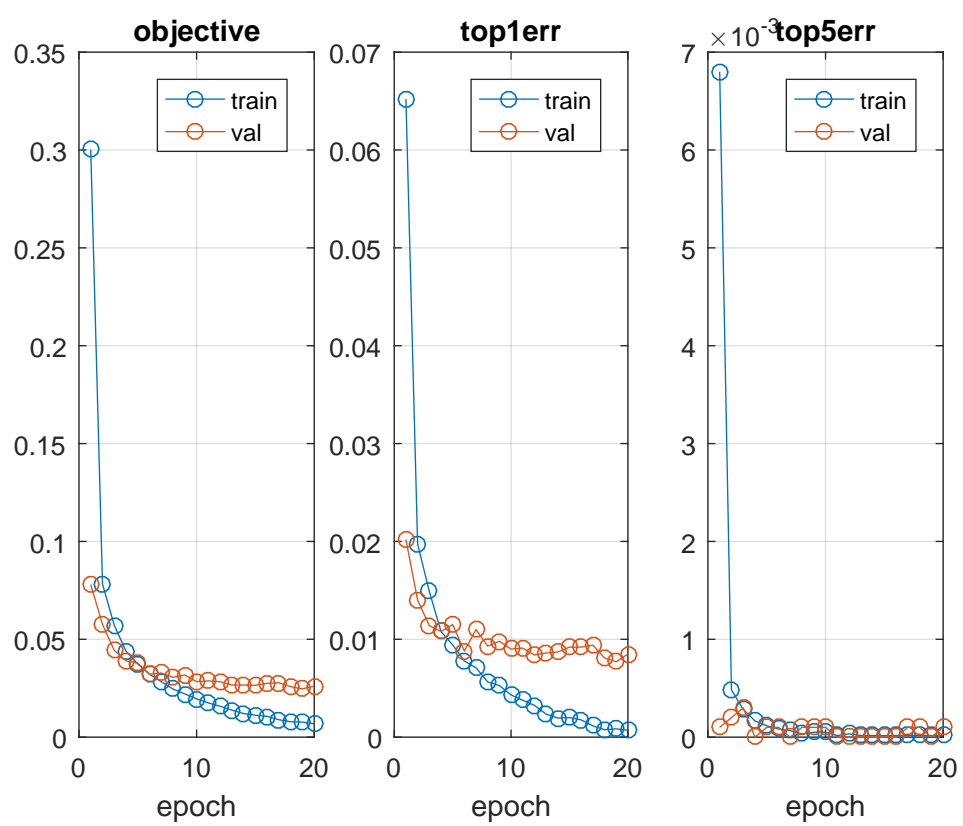 objective
0.35
0.3
0.25
0.2
0.15
0.1
0.05
0
0 10 20
epoch
train
val
top1err
0.07
0.06
0.05
0.04
0.03
0.02
0.01
0
0 10 20
epoch
train
val
×10⁻³ top5err
7
6
5
4
3
2
1
0
0 10 20
epoch
train
val